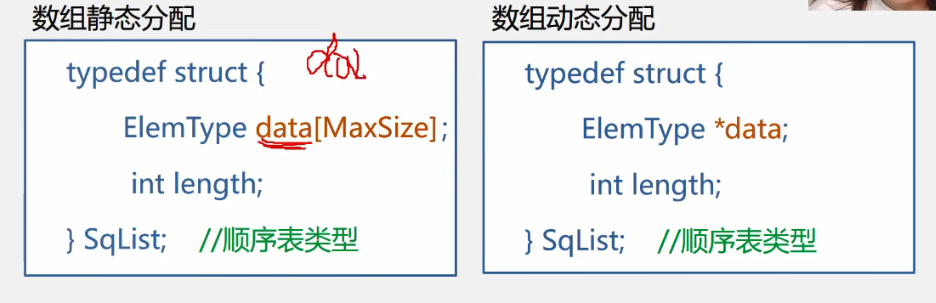 数组静态分配
typedef struct {
ElemType data[MaxSize];
int length;
} SqList; //顺序表类型
数组动态分配
typedef struct {
ElemType *data;
int length;
} SqList; //顺序表类型